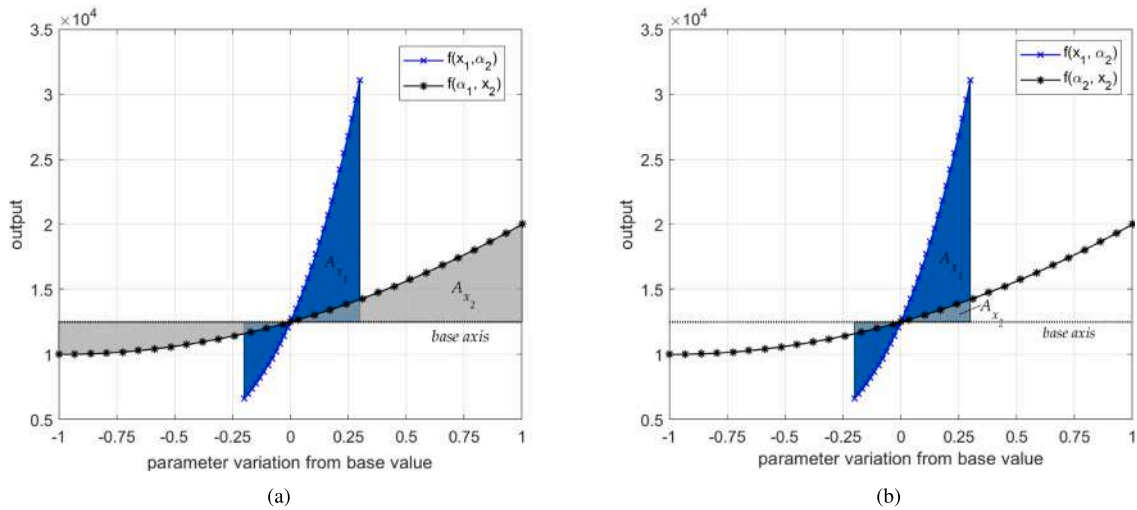 ×10⁴
3.5
3
2.5
2
1.5
1
0.5
output
-1 -0.75 -0.5 -0.25 0 0.25 0.5 0.75 1
parameter variation from base value
f(x₁,α₂)
f(α₁, x₂)
Aₓ₁
Aₓ₂
base axis
(a)
×10⁴
3.5
3
2.5
2
1.5
1
0.5
output
-1 -0.75 -0.5 -0.25 0 0.25 0.5 0.75 1
parameter variation from base value
f(x₁, α₂)
f(α₂, x₂)
Aₓ₁
Aₓ₂
base axis
(b)